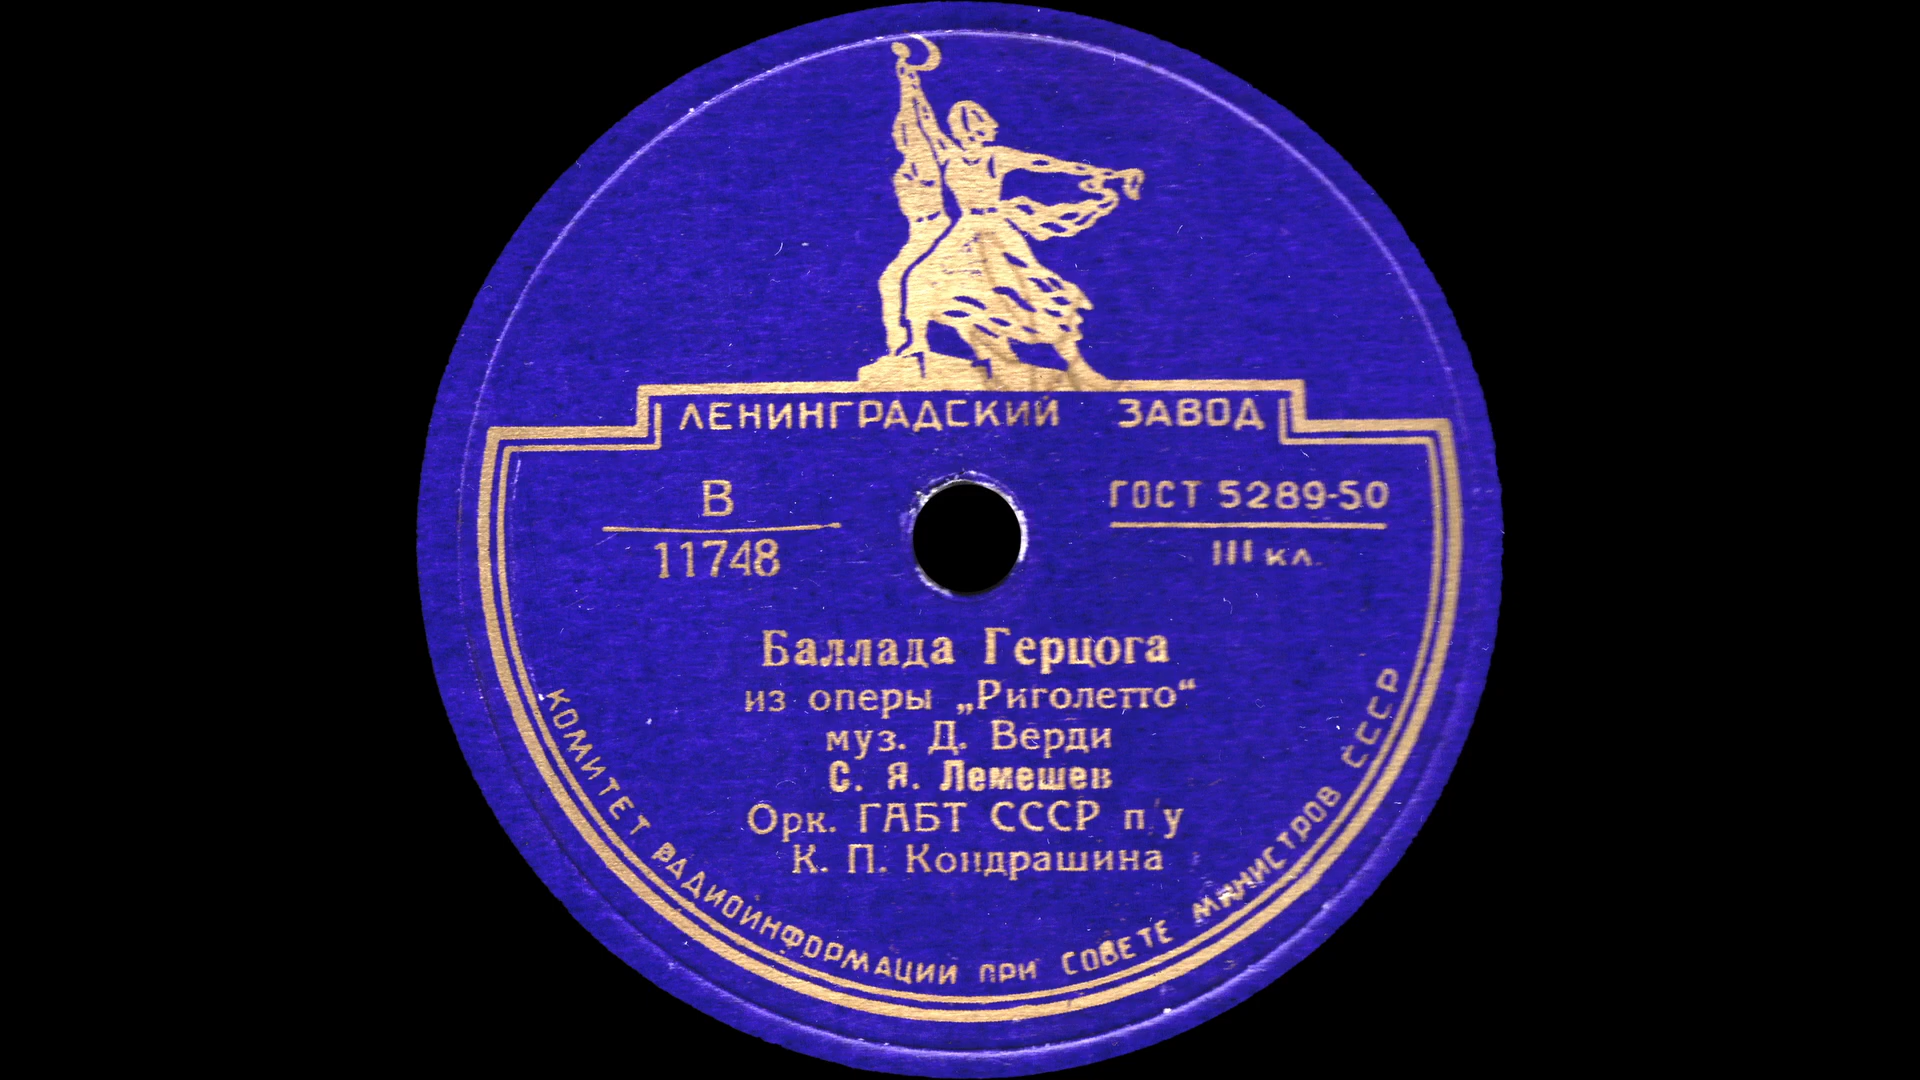 ЛЕНИНГРАДСКИЙ ЗАВОД
В
11748
ГОСТ 5289-50
III кл.
Баллада Герцога
из оперы „Риголетто“
муз. Д. Верди
С. Я. Лемешев
Орк. ГАБТ СССР п/у
К. П. Кондрашина
КОМИТЕТ РАДИОИНФОРМАЦИИ ПРИ СОВЕТЕ МИНИСТРОВ СССР